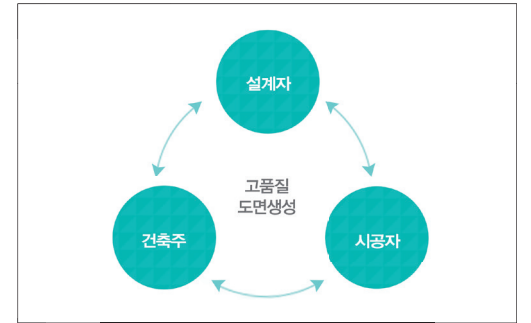 설계자
고품질
도면생성
건축주
시공자